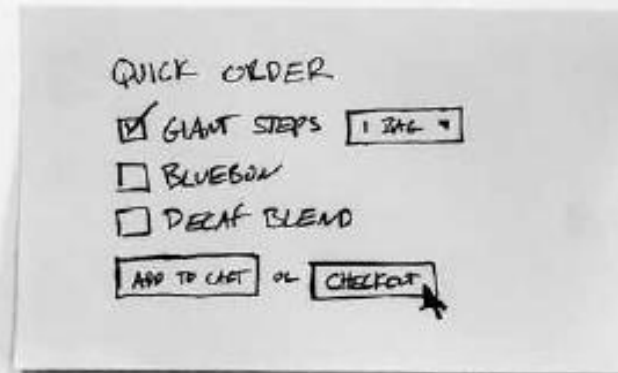 QUICK ORDER
GIANT STEPS 1 BAG
BLUEBON
DECAF BLEND
ADD TO CART OR CHECKOUT